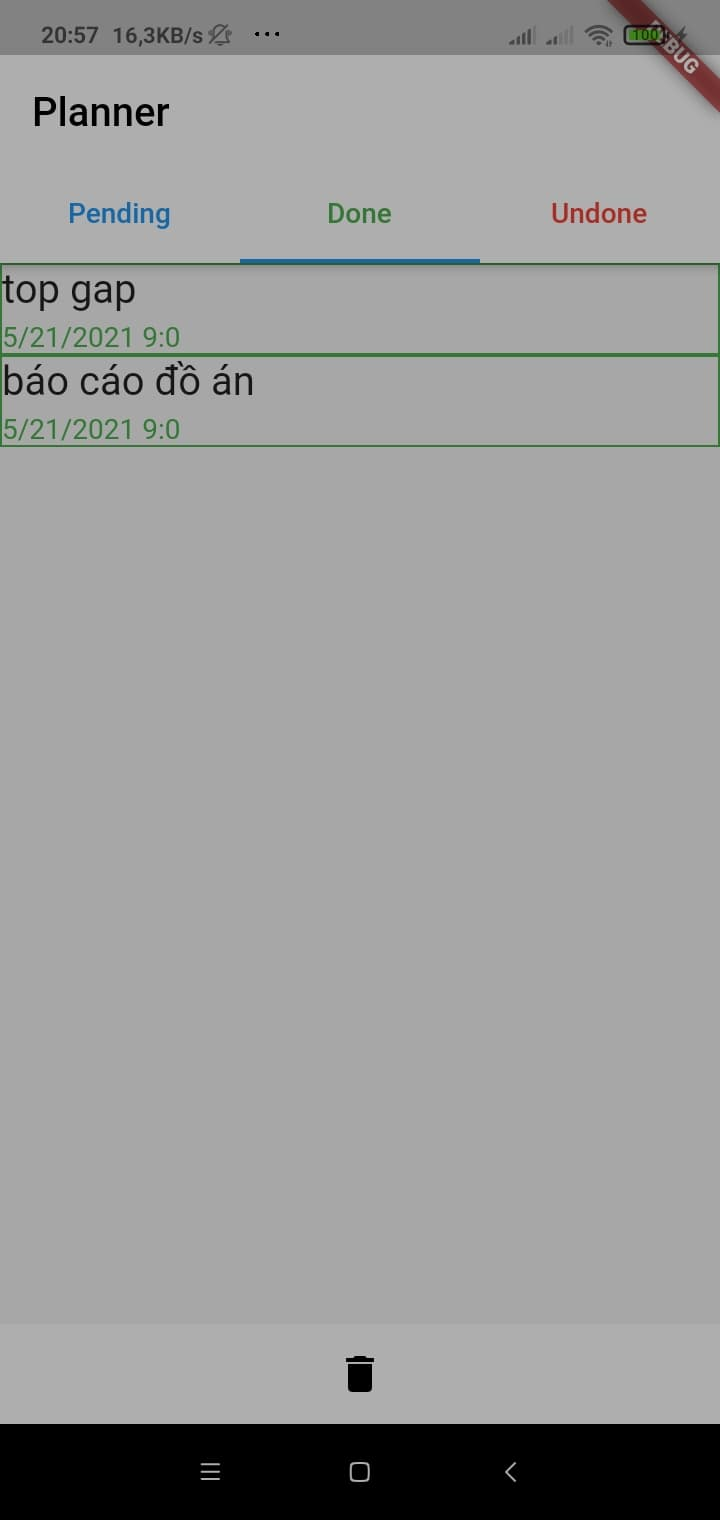 20:57 16,3KB/s
100
Planner
Pending Done Undone
top gap
5/21/2021 9:0
báo cáo đồ án
5/21/2021 9:0